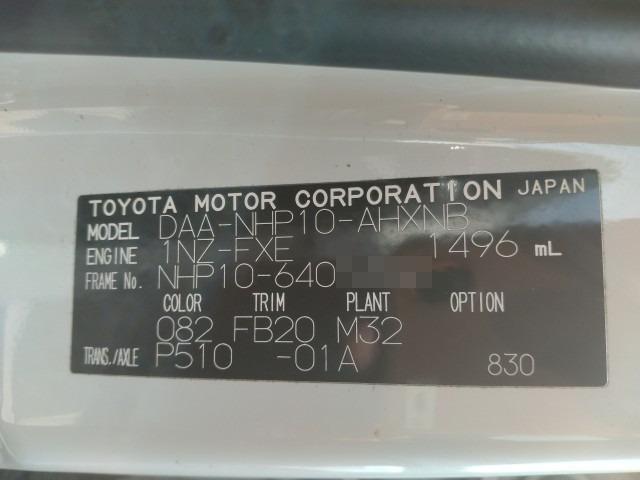 TOYOTA MOTOR CORPORATION JAPAN
MODEL DAA-NHP10-AHXNB
ENGINE 1NZ-FXE 1496 mL
FRAME No. NHP10-640
COLOR TRIM PLANT OPTION
082 FB20 M32
TRANS./AXLE P510 -01A 830